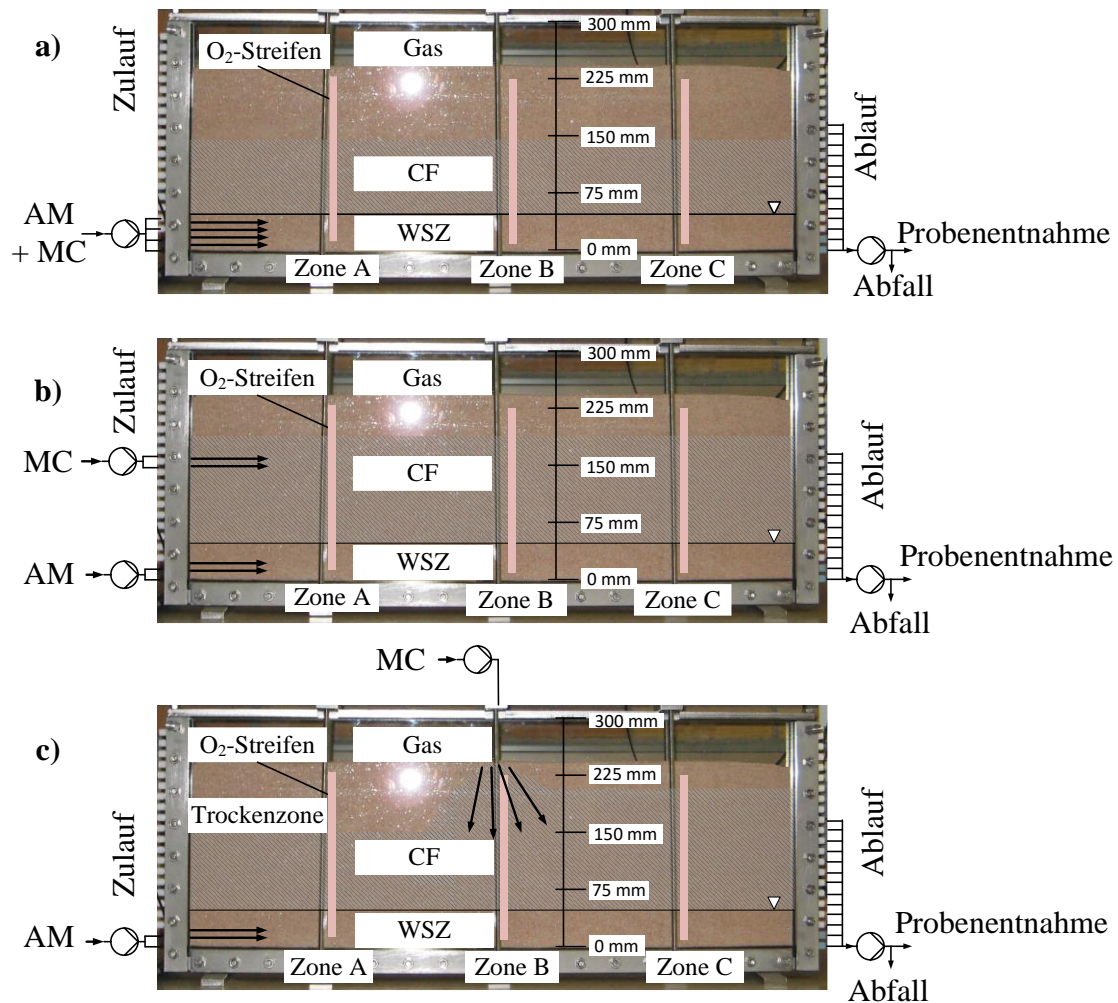 a)
Zulauf
O₂-Streifen
Gas
300 mm
225 mm
150 mm
CF
75 mm
WSZ
0 mm
AM
+ MC
Zone A
Zone B
Zone C
Ablauf
Probenentnahme
Abfall
b)
Zulauf
O₂-Streifen
Gas
300 mm
225 mm
MC
CF
150 mm
75 mm
WSZ
0 mm
AM
Zone A
Zone B
Zone C
Ablauf
Probenentnahme
Abfall
MC
c)
Zulauf
O₂-Streifen
Gas
300 mm
225 mm
Trockenzone
150 mm
CF
75 mm
WSZ
0 mm
AM
Zone A
Zone B
Zone C
Ablauf
Probenentnahme
Abfall